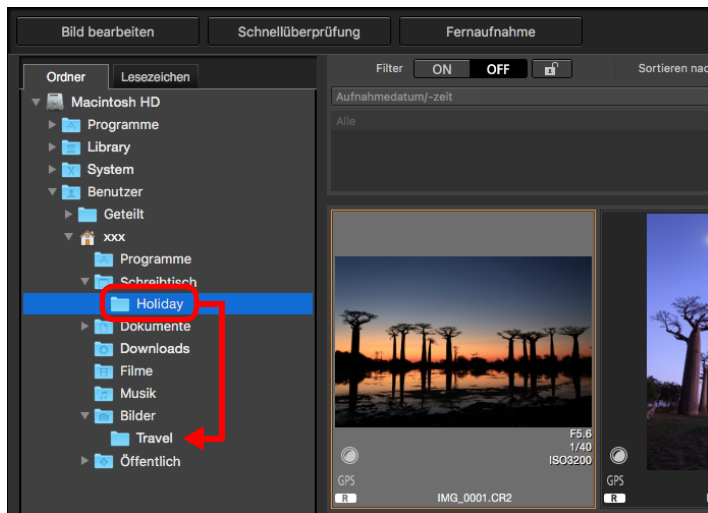 Bild bearbeiten
Schnellüberprüfung
Fernaufnahme
Ordner
Lesezeichen
Macintosh HD
Programme
Library
System
Benutzer
Geteilt
xxx
Programme
Schreibtisch
Holiday
Dokumente
Downloads
Filme
Musik
Bilder
Travel
Öffentlich
Filter ON OFF
Sortieren nac
Aufnahmedatum/-zeit
Alle
F5.6
1/40
ISO3200
GPS
R
IMG_0001.CR2
GPS
R